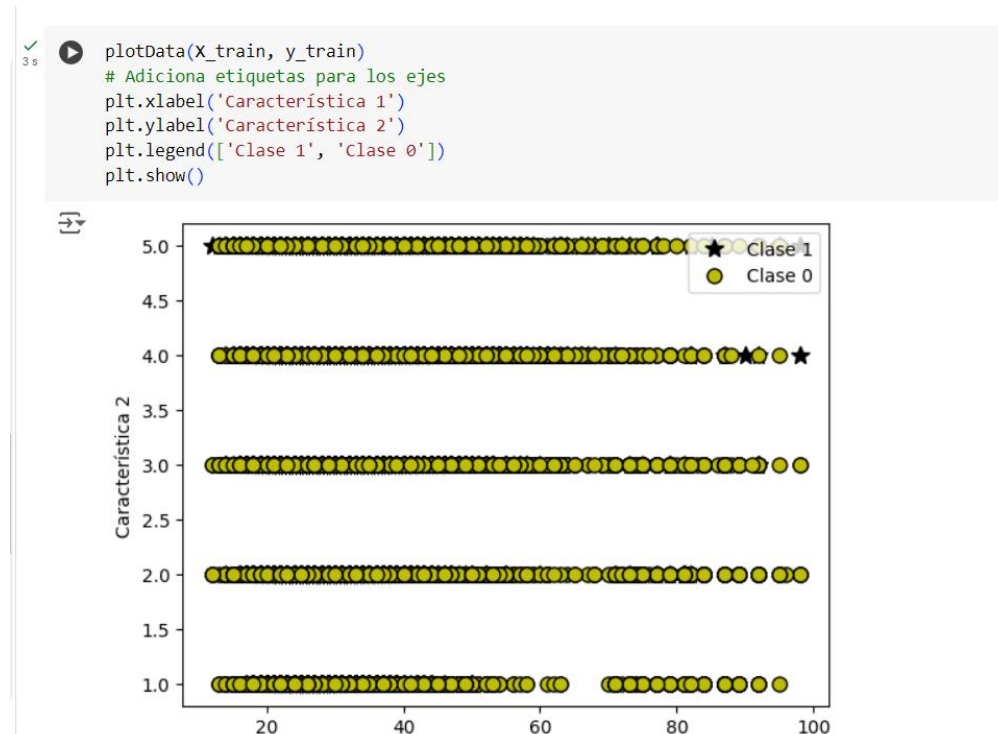 3 s
plotData(X_train, y_train)
# Adiciona etiquetas para los ejes
plt.xlabel('Característica 1')
plt.ylabel('Característica 2')
plt.legend(['Clase 1', 'Clase 0'])
plt.show()
Clase 1
Clase 0
5.0
4.5
4.0
3.5
3.0
2.5
2.0
1.5
1.0
Característica 2
20 40 60 80 100